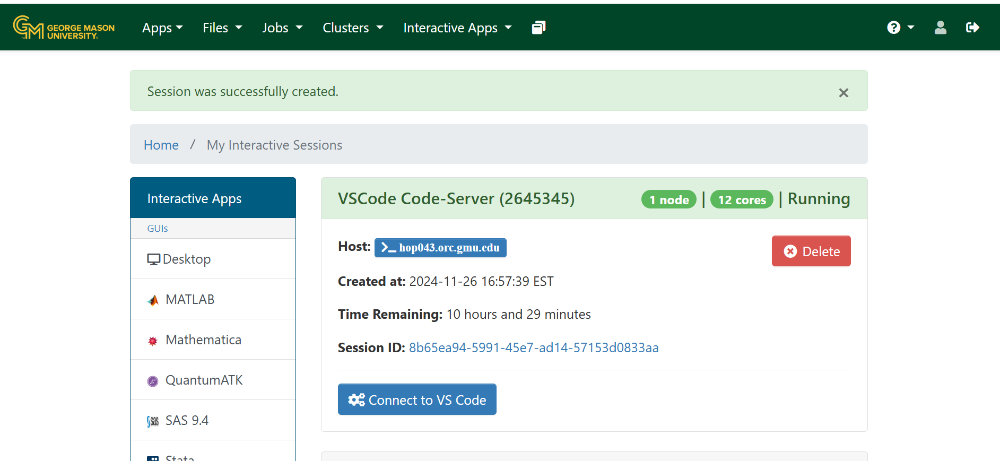 GEORGE MASON
UNIVERSITY.
Apps Files Jobs Clusters Interactive Apps
Session was successfully created.
Home / My Interactive Sessions
Interactive Apps
GUIs
Desktop
MATLAB
Mathematica
QuantumATK
SAS 9.4
Stata
VSCode Code-Server (2645345) 1 node | 12 cores | Running
Host: hop043.orc.gmu.edu
Delete
Created at: 2024-11-26 16:57:39 EST
Time Remaining: 10 hours and 29 minutes
Session ID: 8b65ea94-5991-45e7-ad14-57153d0833aa
Connect to VS Code